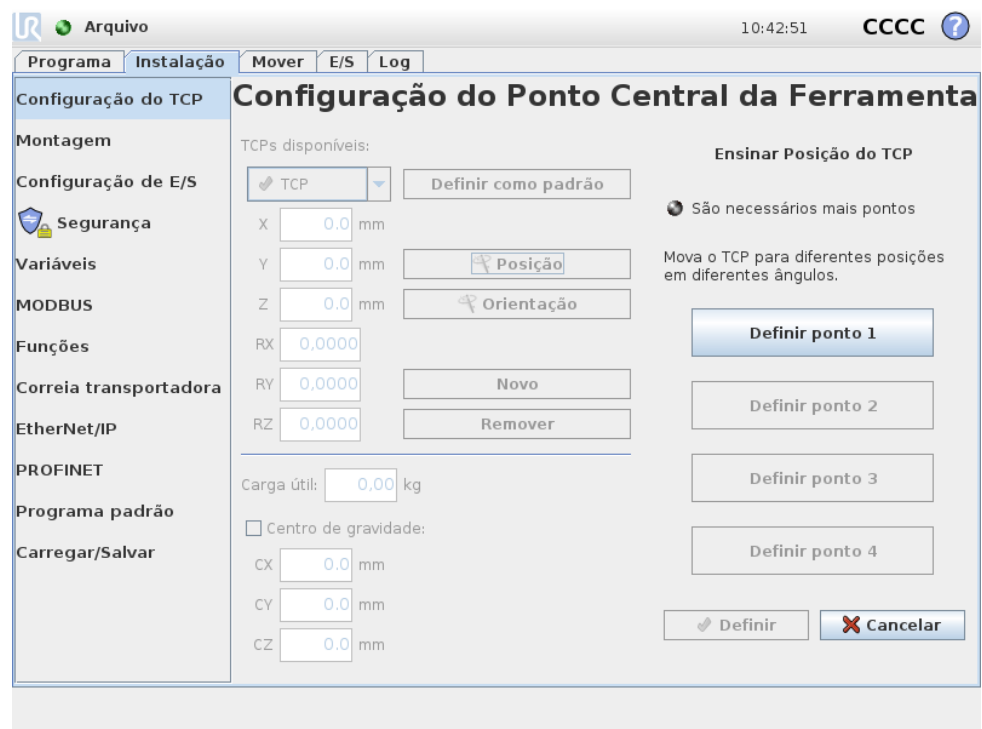 UR
Arquivo
10:42:51
CCCC
?
Programa
Instalação
Mover
E/S
Log
Configuração do TCP
Montagem
Configuração de E/S
Segurança
Variáveis
MODBUS
Funções
Correia transportadora
EtherNet/IP
PROFINET
Programa padrão
Carregar/Salvar
Configuração do Ponto Central da Ferramenta
TCPs disponíveis:
TCP
Definir como padrão
X 0.0 mm
Y 0.0 mm
Posição
Z 0.0 mm
Orientação
RX 0,0000
RY 0,0000
Novo
RZ 0,0000
Remover
Carga útil: 0,00 kg
Centro de gravidade:
CX 0.0 mm
CY 0.0 mm
CZ 0.0 mm
Ensinar Posição do TCP
São necessários mais pontos
Mova o TCP para diferentes posições
em diferentes ângulos.
Definir ponto 1
Definir ponto 2
Definir ponto 3
Definir ponto 4
Definir
Cancelar